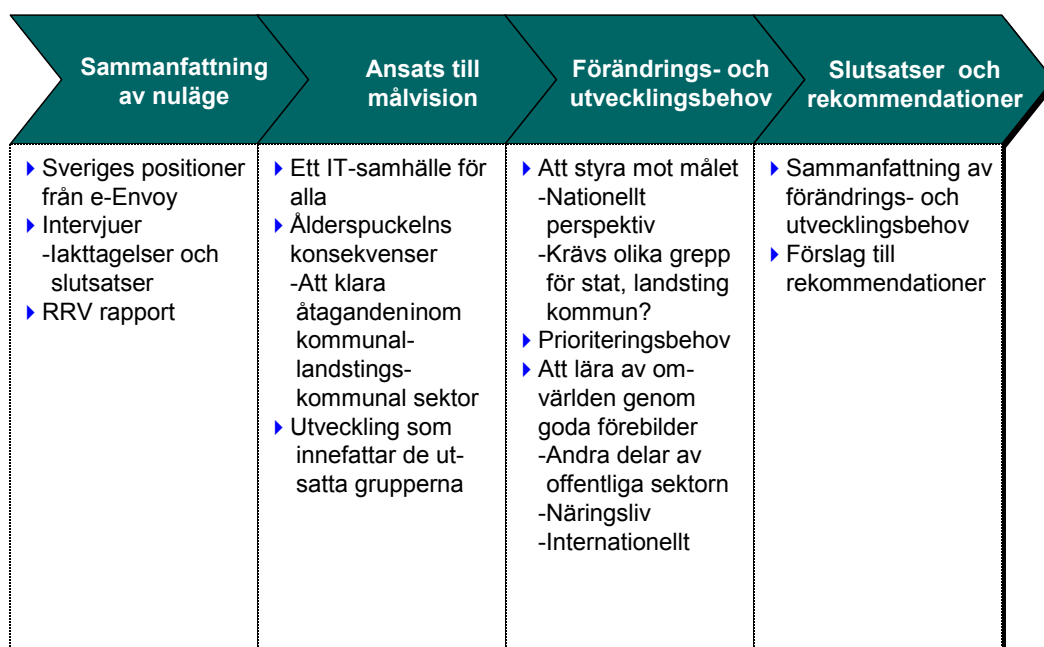 Sammanfattning
av nuläge
Ansats till
målvision
Förändrings- och
utvecklingsbehov
Slutsatser och
rekommendationer
Sveriges positioner
från e-Envoy
Intervjuer
-Iakttagelser och
slutsatser
RRV rapport
Ett IT-samhälle för
alla
Ålderspuckelns
konsekvenser
-Att klara
åtagandeninom
kommunal-
landstings-
kommunal sektor
Utveckling som
innefattar de ut-
satta grupperna
Att styra mot målet
-Nationellt
perspektiv
-Krävs olika grepp
för stat, landsting
kommun?
Prioriteringsbehov
Att lära av om-
världen genom
goda förebilder
-Andra delar av
offentliga sektorn
-Näringsliv
-Internationellt
Sammanfattning av
förändrings- och
utvecklingsbehov
Förslag till
rekommendationer